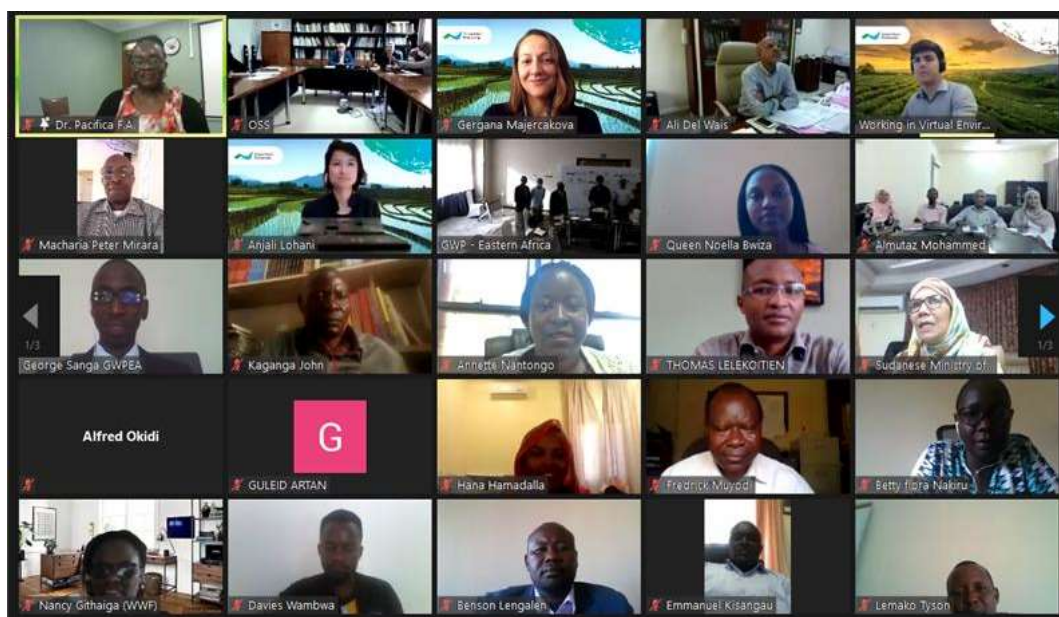 Dr. Pacifica F.A.
OSS
Gergana Majercakova
Ali Del Wais
Working in Virtual Envir...
Macharia Peter Mirara
Anjali Lohani
GWP - Eastern Africa
Queen Noella Bwiza
Almutaz Mohammed
1/3
George Sanga GWPEA
Kaganga John
Annette Nantongo
THOMAS LELEKOITIEN
Sudanese Ministry of
1/3
Alfred Okidi
G
GULEID ARTAN
Hana Hamadalla
Fredrick Muyodi
Betty flora Nakiru
Nancy Githaiga (WWF)
Davies Wambwa
Benson Lengalen
Emmanuel Kisangau
Lemako Tyson